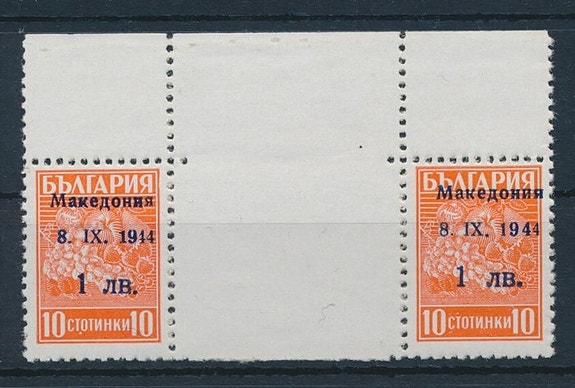 БЪЛГАРИЯ
Македония
8. IX. 1944
1 лв.
10 СТОТИНКИ 10
БЪЛГАРИЯ
Македония
8. IX. 1944
1 лв.
10 СТОТИНКИ 10